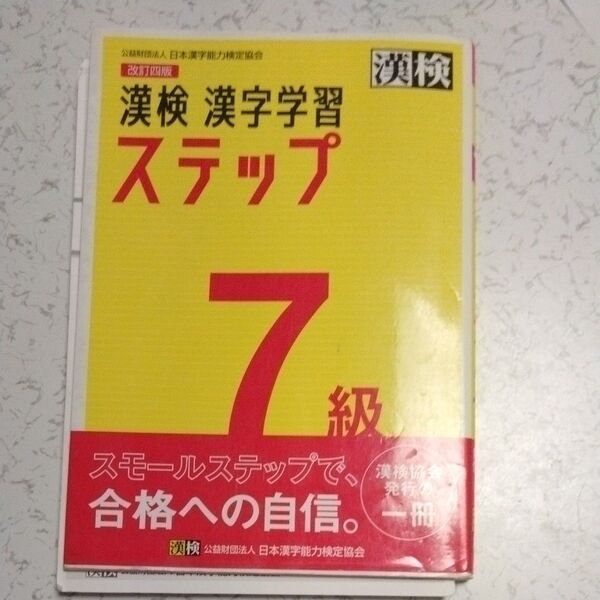 公益財団法人 日本漢字能力検定協会
漢検
改訂四版
漢検 漢字学習
ステップ
7級
スモールステップで、
合格への自信。
漢検協会
発行の
一冊
漢検 公益財団法人 日本漢字能力検定協会